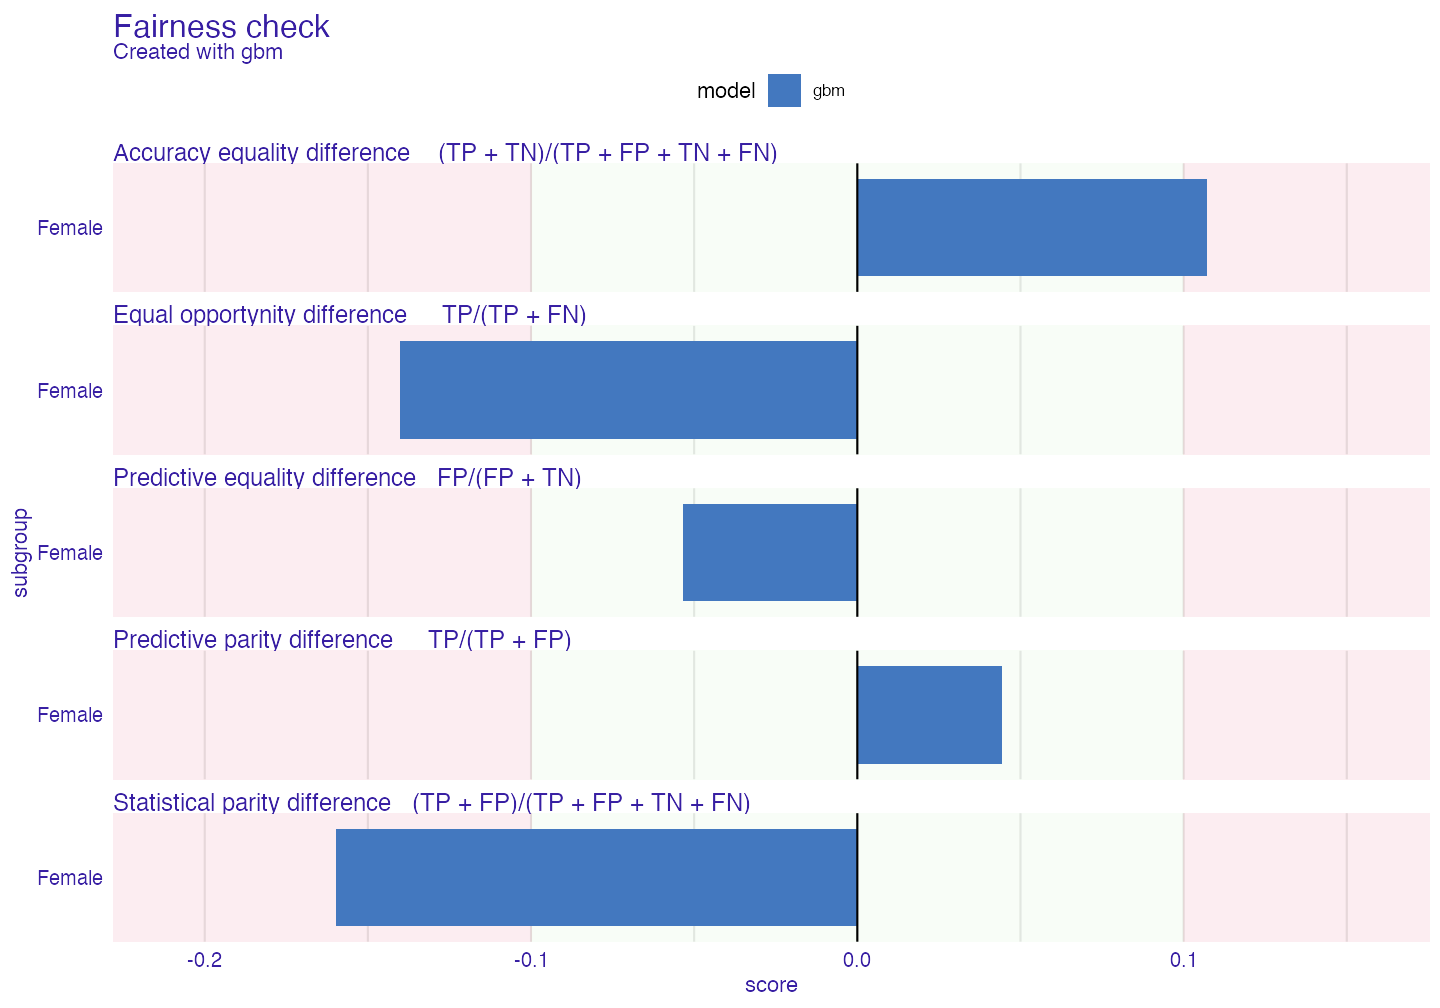 Fairness check
Created with gbm
model gbm
Accuracy equality difference (TP + TN)/(TP + FP + TN + FN)
Female
Equal opportynity difference TP/(TP + FN)
Female
Predictive equality difference FP/(FP + TN)
Female
Predictive parity difference TP/(TP + FP)
Female
Statistical parity difference (TP + FP)/(TP + FP + TN + FN)
Female
subgroup
-0.2 -0.1 0.0 0.1
score